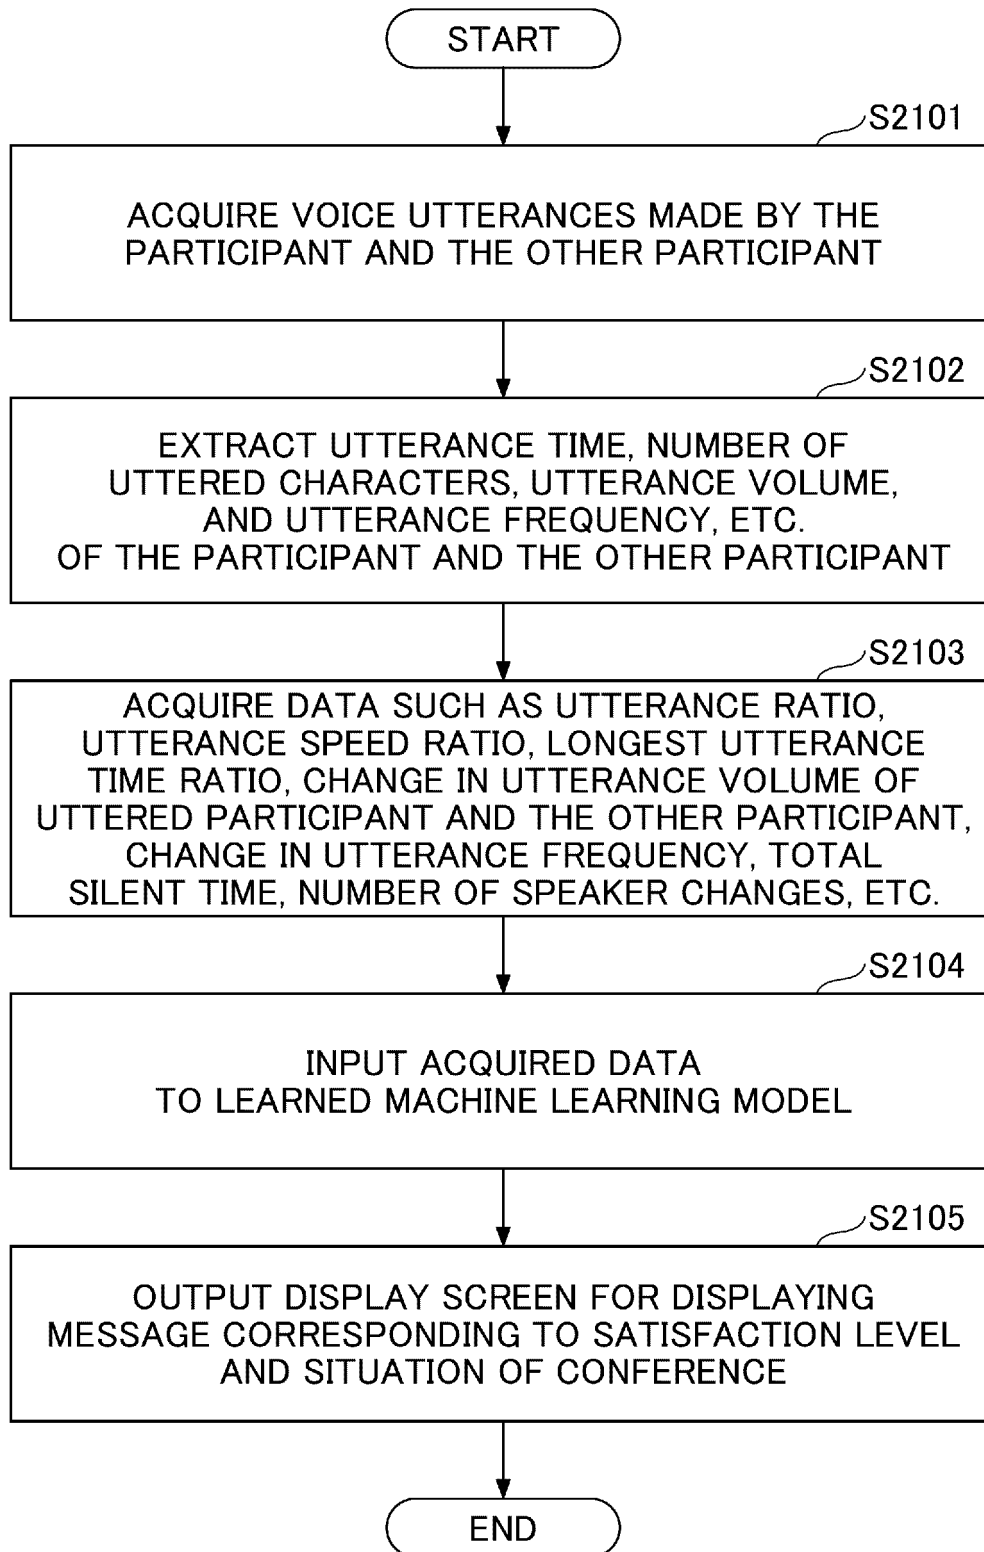 START
S2101
ACQUIRE VOICE UTTERANCES MADE BY THE
PARTICIPANT AND THE OTHER PARTICIPANT
S2102
EXTRACT UTTERANCE TIME, NUMBER OF
UTTERED CHARACTERS, UTTERANCE VOLUME,
AND UTTERANCE FREQUENCY, ETC.
OF THE PARTICIPANT AND THE OTHER PARTICIPANT
S2103
ACQUIRE DATA SUCH AS UTTERANCE RATIO,
UTTERANCE SPEED RATIO, LONGEST UTTERANCE
TIME RATIO, CHANGE IN UTTERANCE VOLUME OF
UTTERED PARTICIPANT AND THE OTHER PARTICIPANT,
CHANGE IN UTTERANCE FREQUENCY, TOTAL
SILENT TIME, NUMBER OF SPEAKER CHANGES, ETC.
S2104
INPUT ACQUIRED DATA
TO LEARNED MACHINE LEARNING MODEL
S2105
OUTPUT DISPLAY SCREEN FOR DISPLAYING
MESSAGE CORRESPONDING TO SATISFACTION LEVEL
AND SITUATION OF CONFERENCE
END